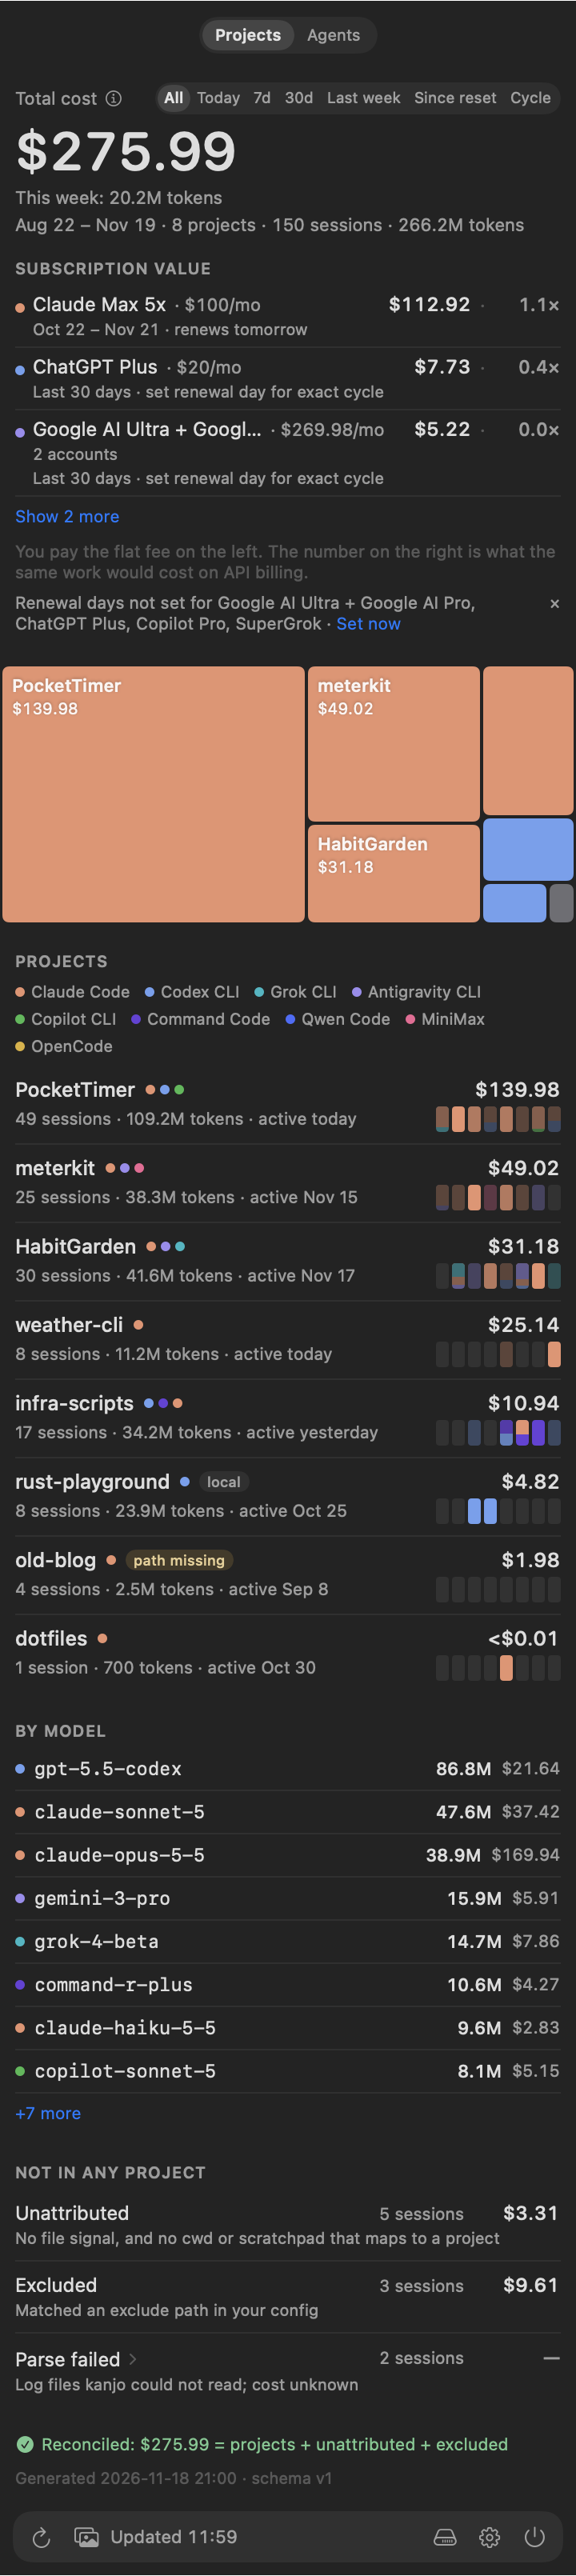 Projects Agents
Total cost All Today 7d 30d Last week Since reset Cycle
$275.99
This week: 20.2M tokens
Aug 22 – Nov 19 · 8 projects · 150 sessions · 266.2M tokens
SUBSCRIPTION VALUE
Claude Max 5x · $100/mo $112.92 · 1.1×
Oct 22 – Nov 21 · renews tomorrow
ChatGPT Plus · $20/mo $7.73 · 0.4×
Last 30 days · set renewal day for exact cycle
Google AI Ultra + Googl... · $269.98/mo $5.22 · 0.0×
2 accounts
Last 30 days · set renewal day for exact cycle
Show 2 more
You pay the flat fee on the left. The number on the right is what the
same work would cost on API billing.
Renewal days not set for Google AI Ultra + Google AI Pro, ×
ChatGPT Plus, Copilot Pro, SuperGrok · Set now
PocketTimer
$139.98
meterkit
$49.02
HabitGarden
$31.18
PROJECTS
Claude Code Codex CLI Grok CLI Antigravity CLI
Copilot CLI Command Code Qwen Code MiniMax
OpenCode
PocketTimer $139.98
49 sessions · 109.2M tokens · active today
meterkit $49.02
25 sessions · 38.3M tokens · active Nov 15
HabitGarden $31.18
30 sessions · 41.6M tokens · active Nov 17
weather-cli $25.14
8 sessions · 11.2M tokens · active today
infra-scripts $10.94
17 sessions · 34.2M tokens · active yesterday
rust-playground local $4.82
8 sessions · 23.9M tokens · active Oct 25
old-blog path missing $1.98
4 sessions · 2.5M tokens · active Sep 8
dotfiles <$0.01
1 session · 700 tokens · active Oct 30
BY MODEL
gpt-5.5-codex 86.8M $21.64
claude-sonnet-5 47.6M $37.42
claude-opus-5-5 38.9M $169.94
gemini-3-pro 15.9M $5.91
grok-4-beta 14.7M $7.86
command-r-plus 10.6M $4.27
claude-haiku-5-5 9.6M $2.83
copilot-sonnet-5 8.1M $5.15
+7 more
NOT IN ANY PROJECT
Unattributed 5 sessions $3.31
No file signal, and no cwd or scratchpad that maps to a project
Excluded 3 sessions $9.61
Matched an exclude path in your config
Parse failed > 2 sessions —
Log files kanjo could not read; cost unknown
Reconciled: $275.99 = projects + unattributed + excluded
Generated 2026-11-18 21:00 · schema v1
Updated 11:59